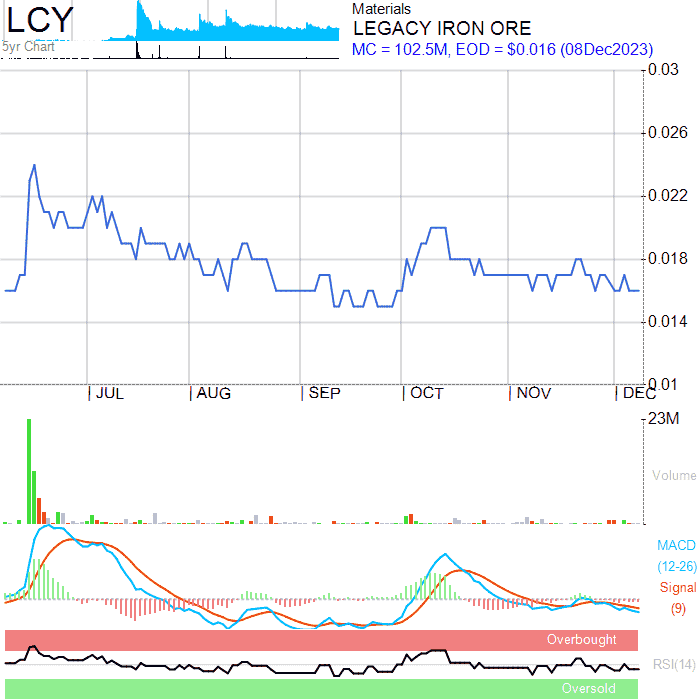 LCY
5yr Chart
Materials
LEGACY IRON ORE
MC = 102.5M, EOD = $0.016 (08Dec2023)
0.03
0.026
0.022
0.018
0.014
0.01
JUL AUG SEP OCT NOV DEC
23M
Volume
MACD
(12-26)
Signal
(9)
Overbought
RSI(14)
Oversold